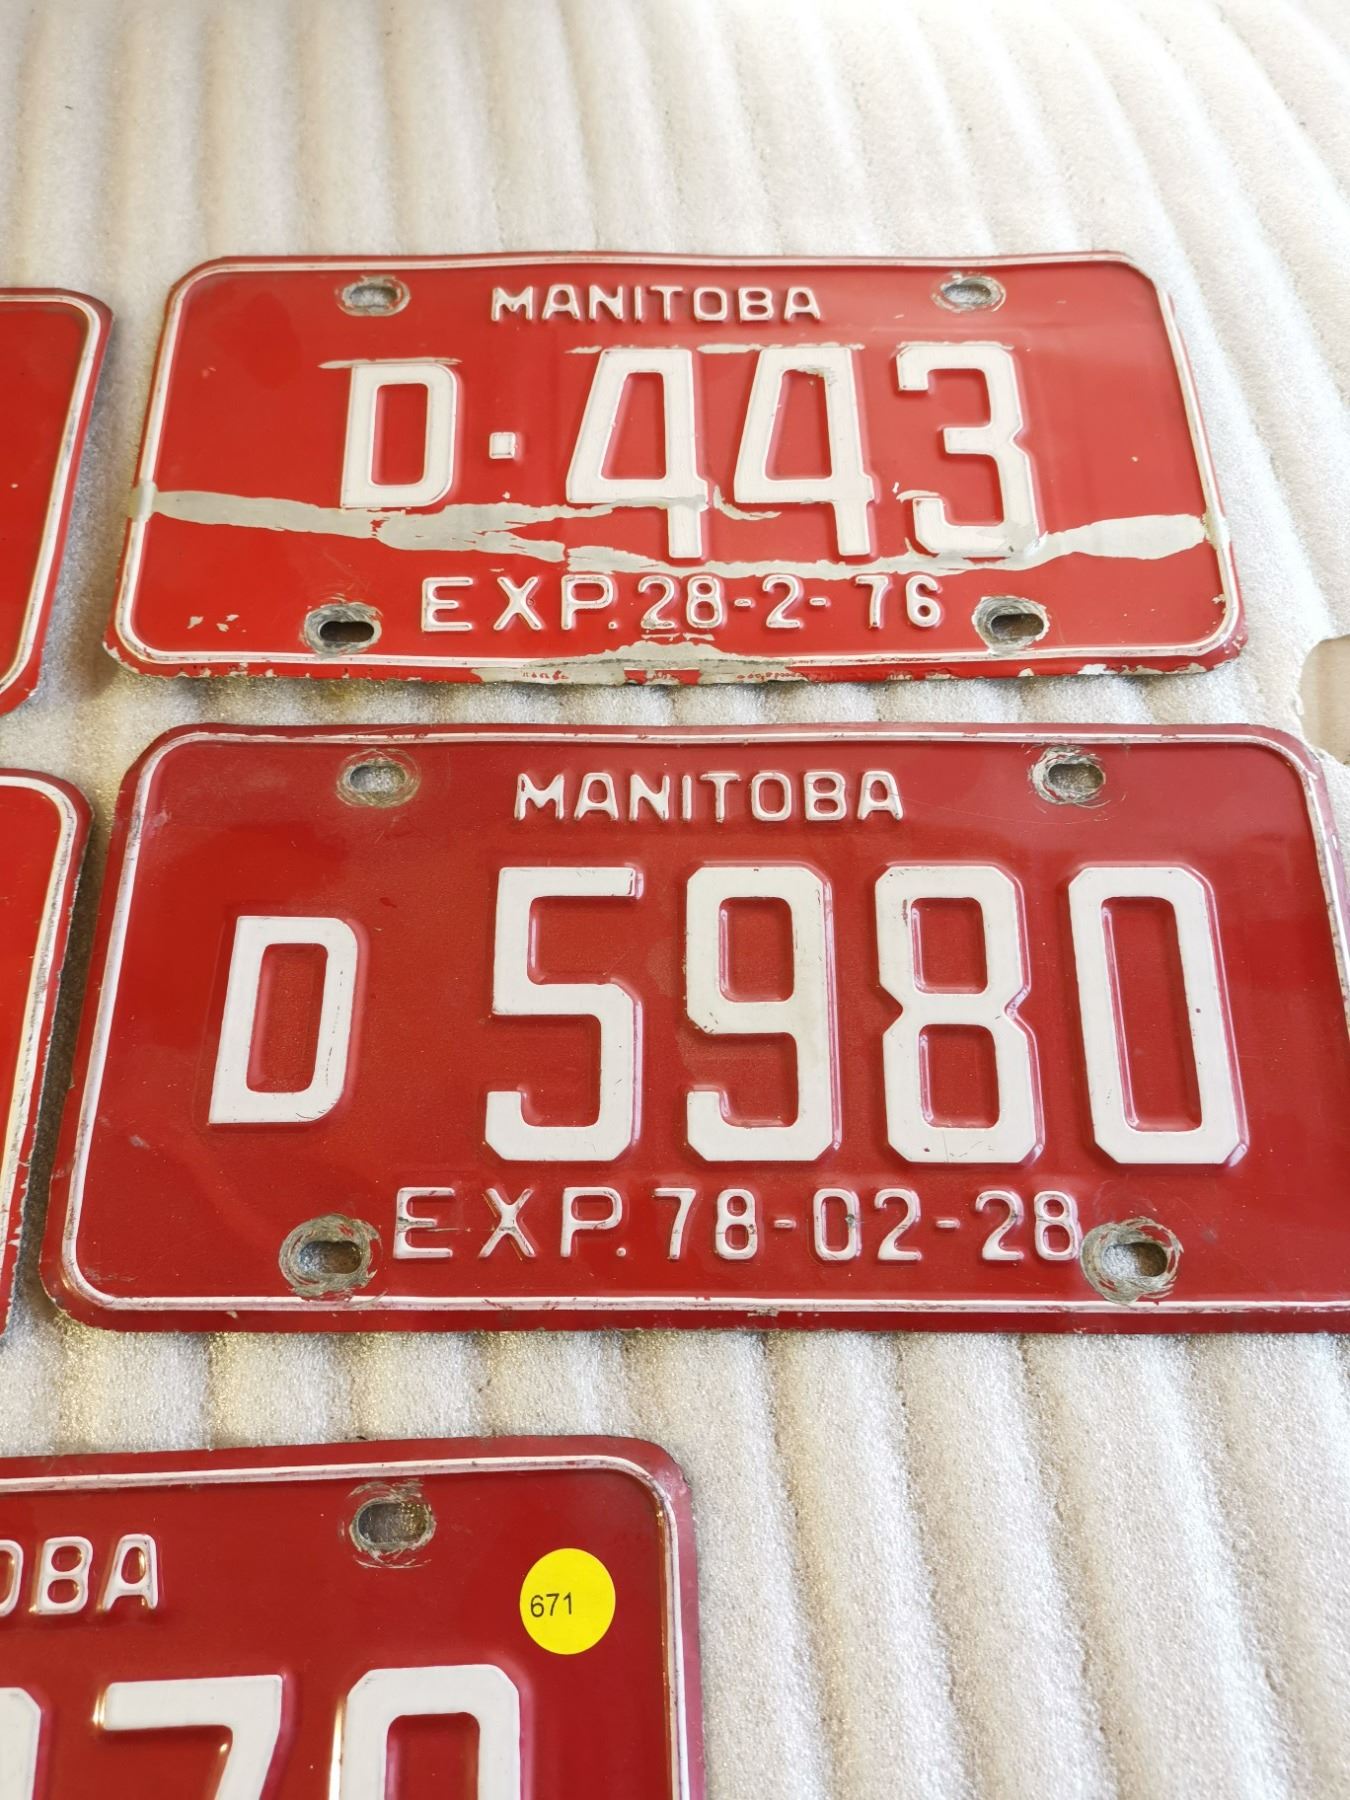 MANITOBA
D·443
EXP. 28-2-76
MANITOBA
D 5980
EXP. 78-02-28
OBA
671